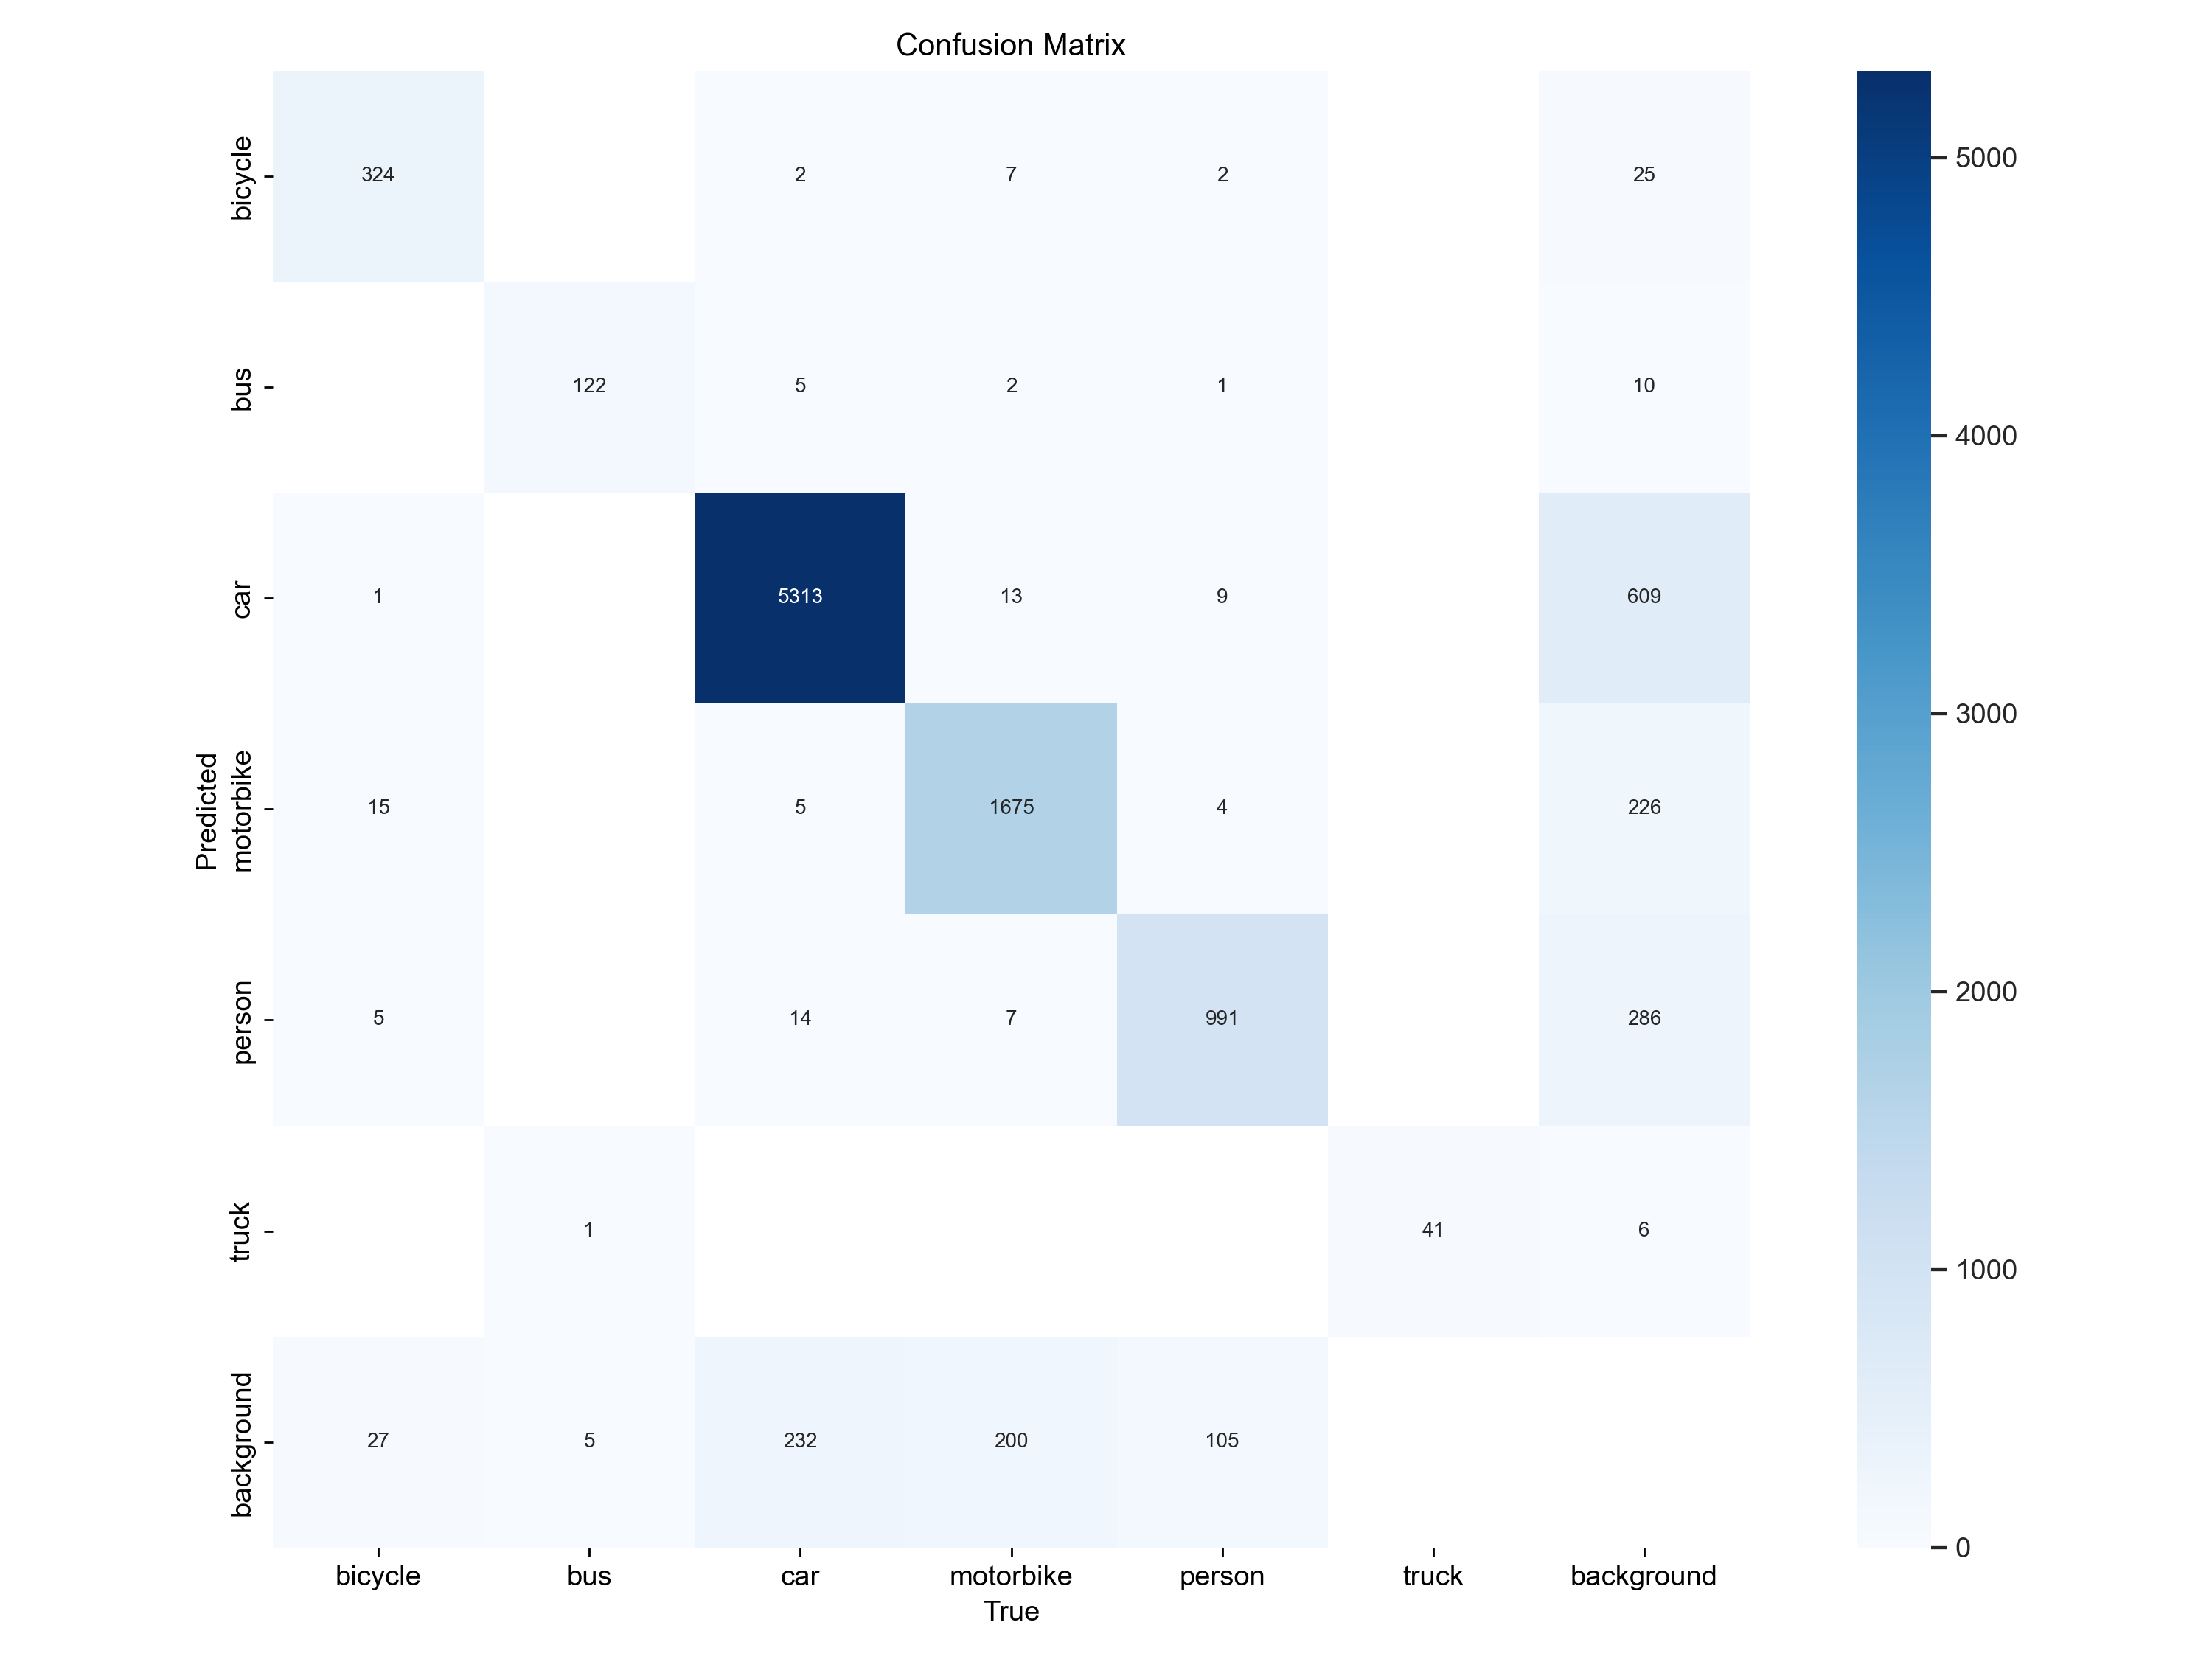 Confusion Matrix
bicycle 324 2 7 2 25
bus 122 5 2 1 10
car 1 5313 13 9 609
motorbike 15 5 1675 4 226
person 5 14 7 991 286
truck 1 41 6
background 27 5 232 200 105
Predicted
bicycle bus car motorbike person truck background
True
5000
4000
3000
2000
1000
0